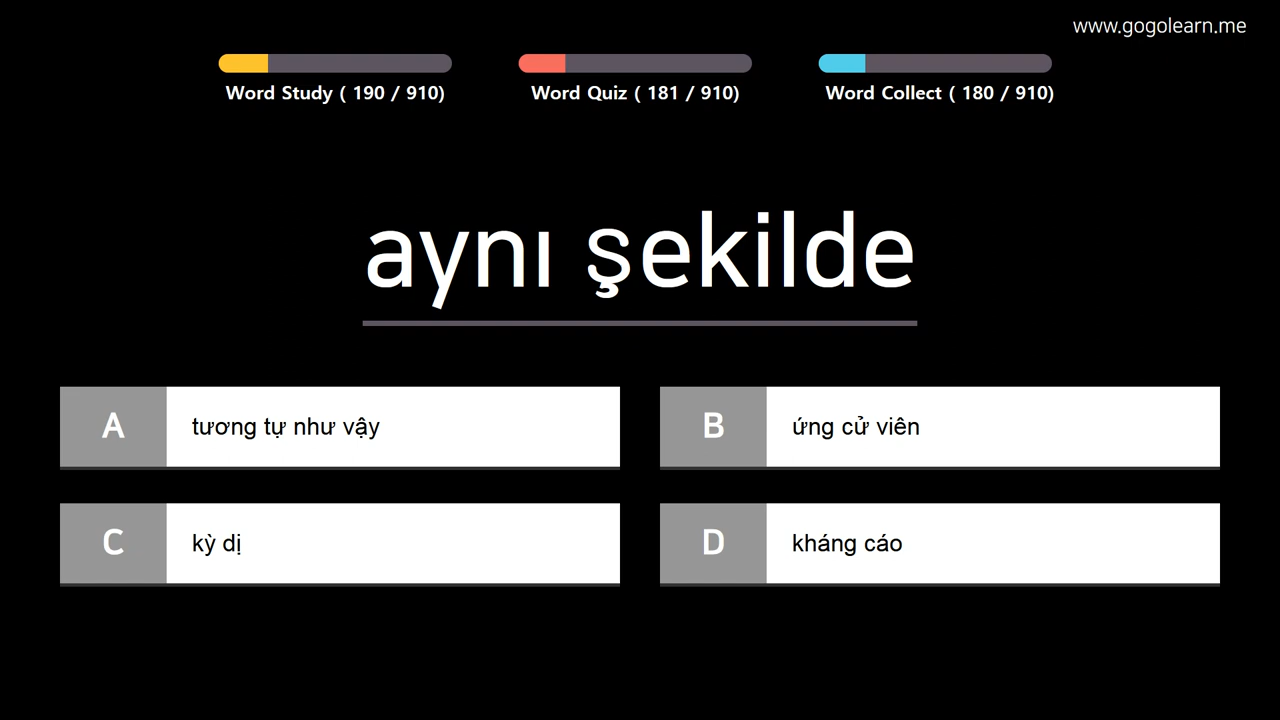 www.gogolearn.me
Word Study ( 190 / 910)
Word Quiz ( 181 / 910)
Word Collect ( 180 / 910)
aynı şekilde
A tương tự như vậy
B ứng cử viên
C kỳ dị
D kháng cáo